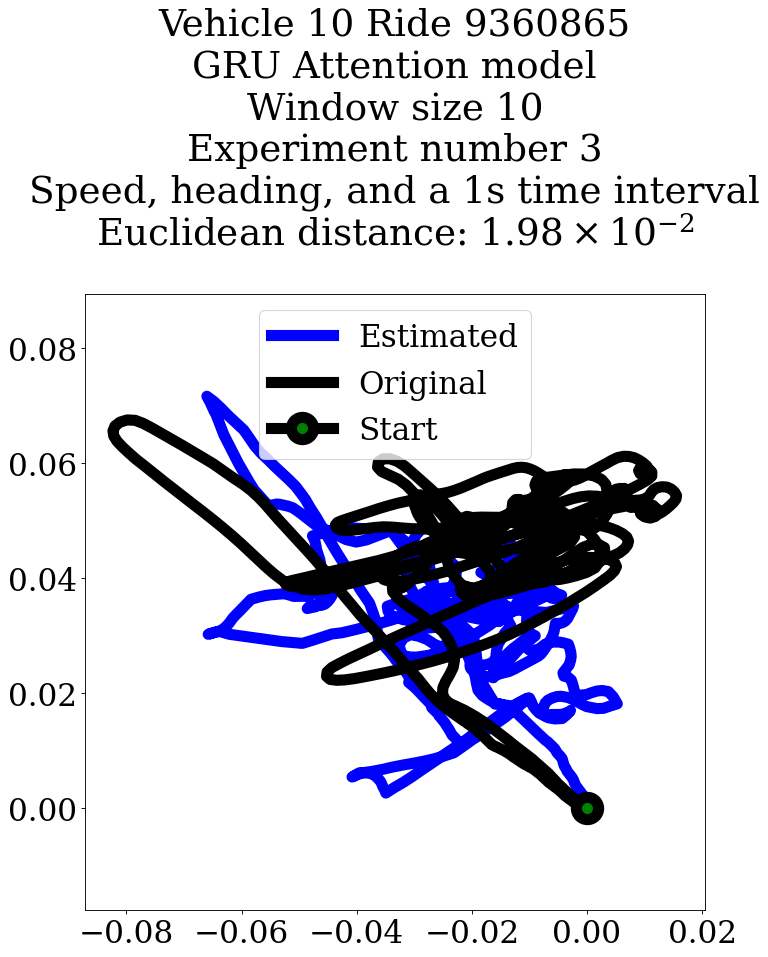 Vehicle 10 Ride 9360865
GRU Attention model
Window size 10
Experiment number 3
Speed, heading, and a 1s time interval
Euclidean distance: 1.98 × 10⁻²
Estimated
Original
Start
0.08
0.06
0.04
0.02
0.00
−0.08 −0.06 −0.04 −0.02 0.00 0.02